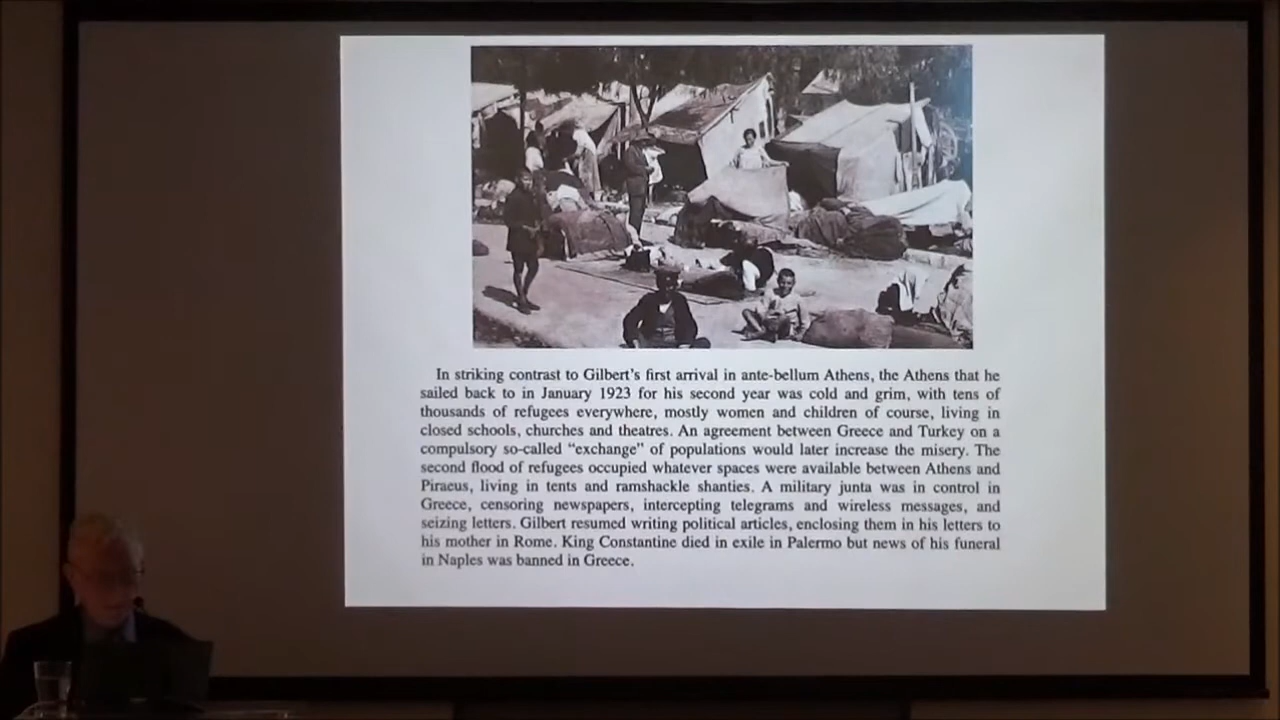 In striking contrast to Gilbert's first arrival in ante-bellum Athens, the Athens that he
sailed back to in January 1923 for his second year was cold and grim, with tens of
thousands of refugees everywhere, mostly women and children of course, living in
closed schools, churches and theatres. An agreement between Greece and Turkey on a
compulsory so-called “exchange” of populations would later increase the misery. The
second flood of refugees occupied whatever spaces were available between Athens and
Piraeus, living in tents and ramshackle shanties. A military junta was in control in
Greece, censoring newspapers, intercepting telegrams and wireless messages, and
seizing letters. Gilbert resumed writing political articles, enclosing them in his letters to
his mother in Rome. King Constantine died in exile in Palermo but news of his funeral
in Naples was banned in Greece.